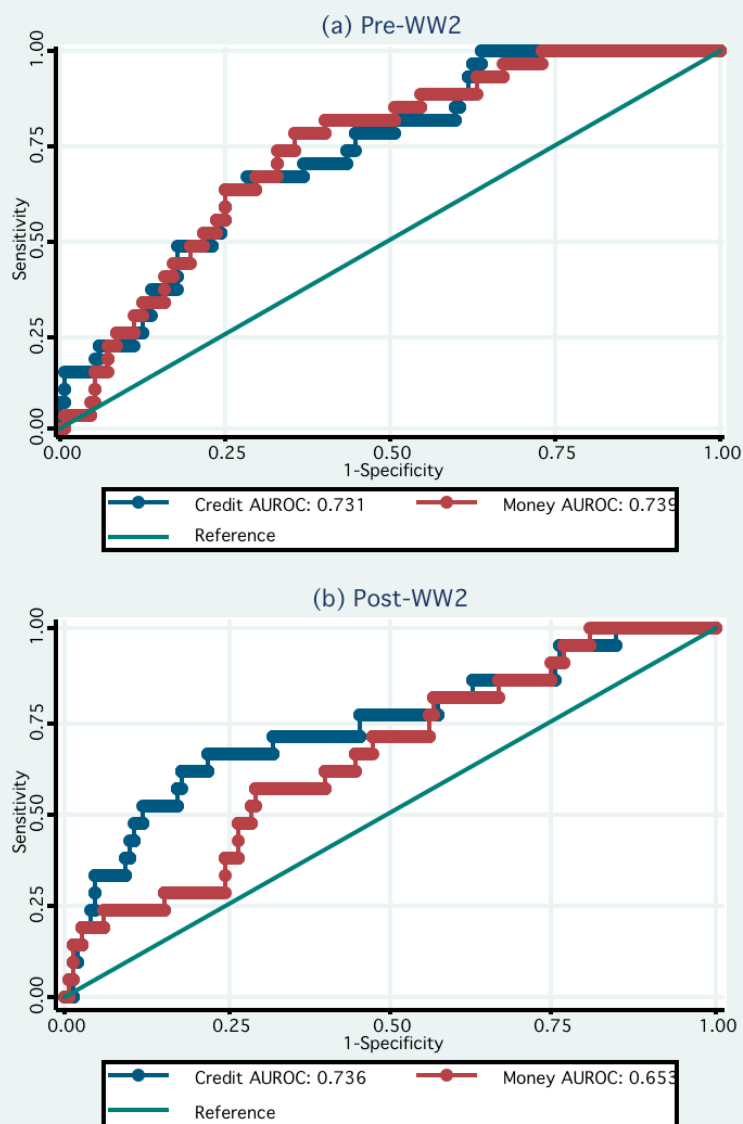 (a) Pre-WW2
1.00
0.75
0.50
0.25
0.00
Sensitivity
0.00 0.25 0.50 0.75 1.00
1-Specificity
Credit AUROC: 0.731 Money AUROC: 0.739
Reference
(b) Post-WW2
1.00
0.75
0.50
0.25
0.00
Sensitivity
0.00 0.25 0.50 0.75 1.00
1-Specificity
Credit AUROC: 0.736 Money AUROC: 0.653
Reference